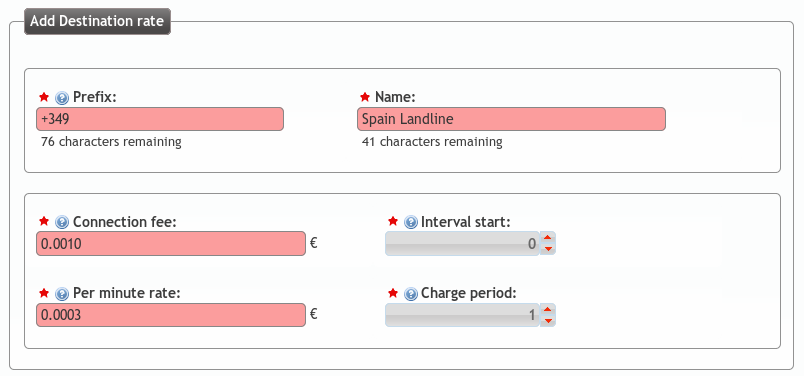 Add Destination rate
Prefix: Name:
+349 Spain Landline
76 characters remaining 41 characters remaining
Connection fee: Interval start:
0.0010 € 0
Per minute rate: Charge period:
0.0003 € 1